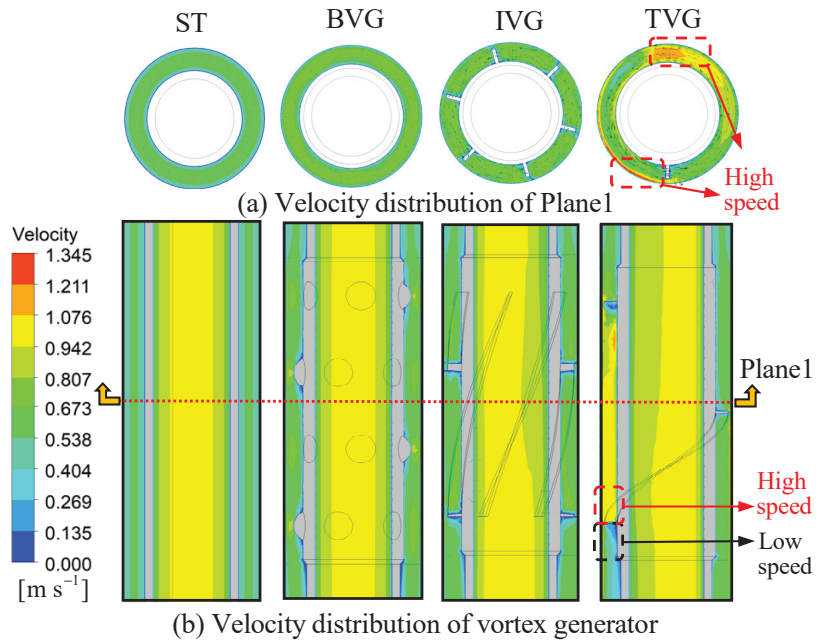 ST BVG IVG TVG
High
speed
(a) Velocity distribution of Plane1
Velocity
1.345
1.211
1.076
0.942
0.807
0.673
0.538
0.404
0.269
0.135
0.000
[m s⁻¹]
Plane1
High
speed
Low
speed
(b) Velocity distribution of vortex generator